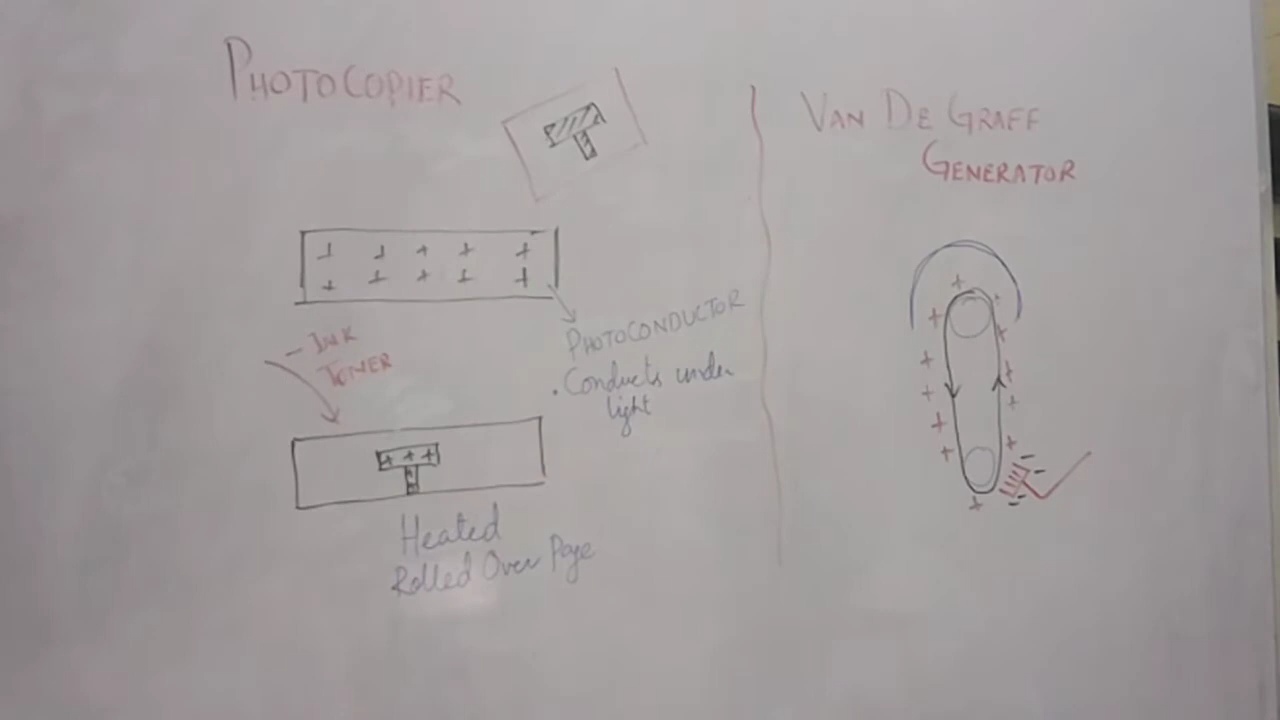 PHOTOCOPIER
+ + + + +
+ + + + +
PHOTOCONDUCTOR
. Conducts under
light
- INK
TONER
+ + +
Heated
Rolled Over Page
VAN DE GRAFF
GENERATOR